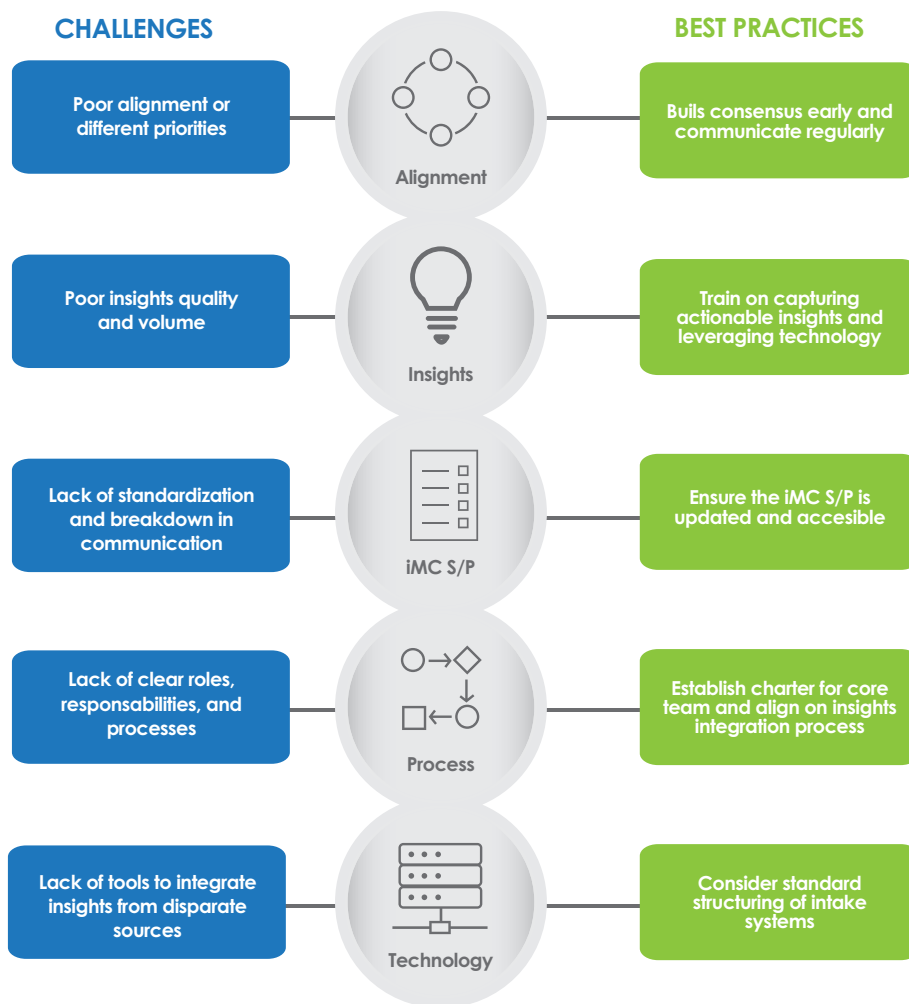 CHALLENGES
BEST PRACTICES
Poor alignment or
different priorities
Alignment
Buils consensus early and
communicate regularly
Poor insights quality
and volume
Insights
Train on capturing
actionable insights and
leveraging technology
Lack of standardization
and breakdown in
communication
iMC S/P
Ensure the iMC S/P is
updated and accesible
Lack of clear roles,
responsabilities, and
processes
Process
Establish charter for core
team and align on insights
integration process
Lack of tools to integrate
insights from disparate
sources
Technology
Consider standard
structuring of intake
systems